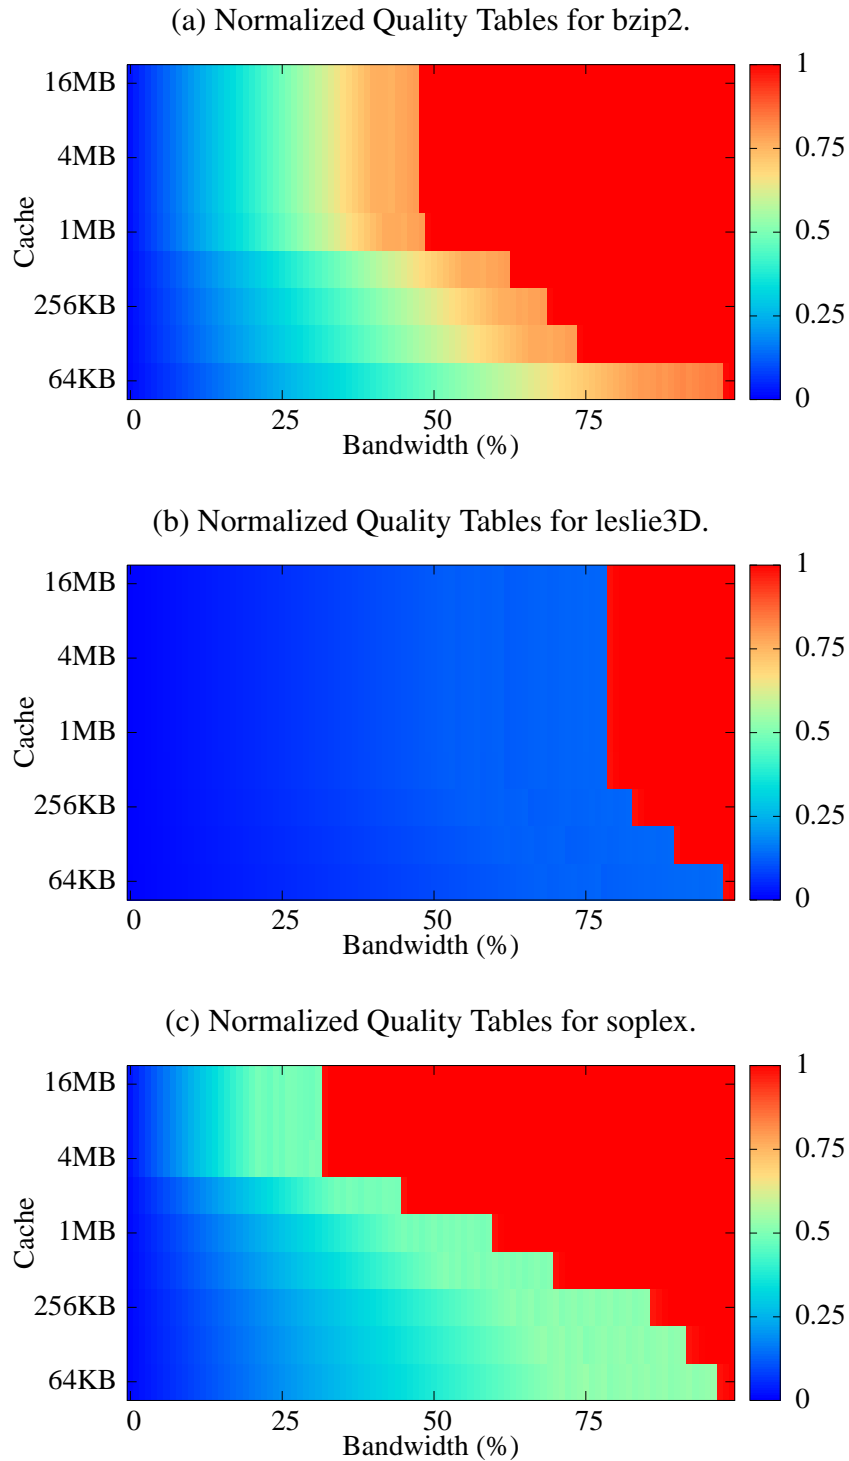 (a) Normalized Quality Tables for bzip2.
16MB
4MB
1MB
256KB
64KB
Cache
0 25 50 75
Bandwidth (%)
1
0.75
0.5
0.25
0
(b) Normalized Quality Tables for leslie3D.
16MB
4MB
1MB
256KB
64KB
Cache
0 25 50 75
Bandwidth (%)
1
0.75
0.5
0.25
0
(c) Normalized Quality Tables for soplex.
16MB
4MB
1MB
256KB
64KB
Cache
0 25 50 75
Bandwidth (%)
1
0.75
0.5
0.25
0